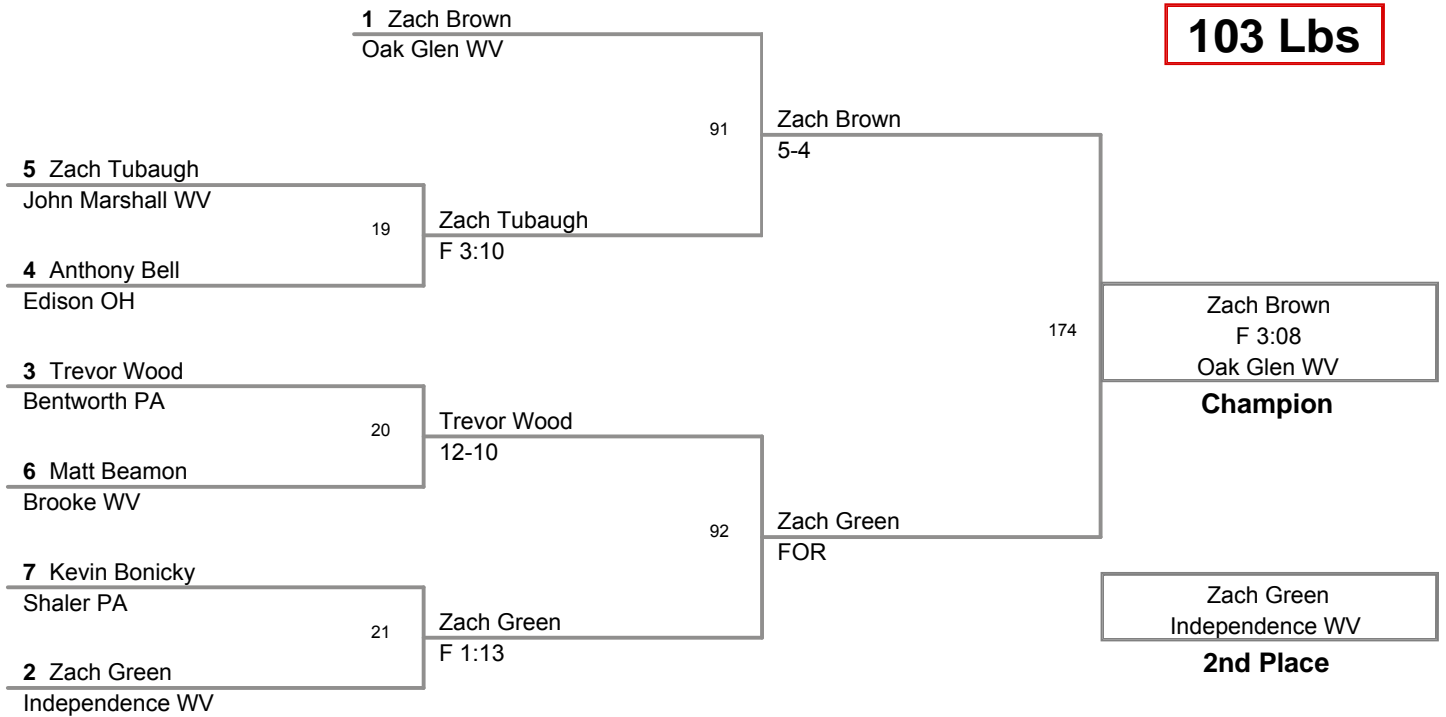 1 Zach Brown
Oak Glen WV
103 Lbs
91
Zach Brown
5-4
5 Zach Tubaugh
John Marshall WV
19
Zach Tubaugh
F 3:10
4 Anthony Bell
Edison OH
174
Zach Brown
F 3:08
Oak Glen WV
Champion
3 Trevor Wood
Bentworth PA
20
Trevor Wood
12-10
6 Matt Beamon
Brooke WV
92
Zach Green
FOR
7 Kevin Bonicky
Shaler PA
21
Zach Green
F 1:13
2 Zach Green
Independence WV
Zach Green
Independence WV
2nd Place